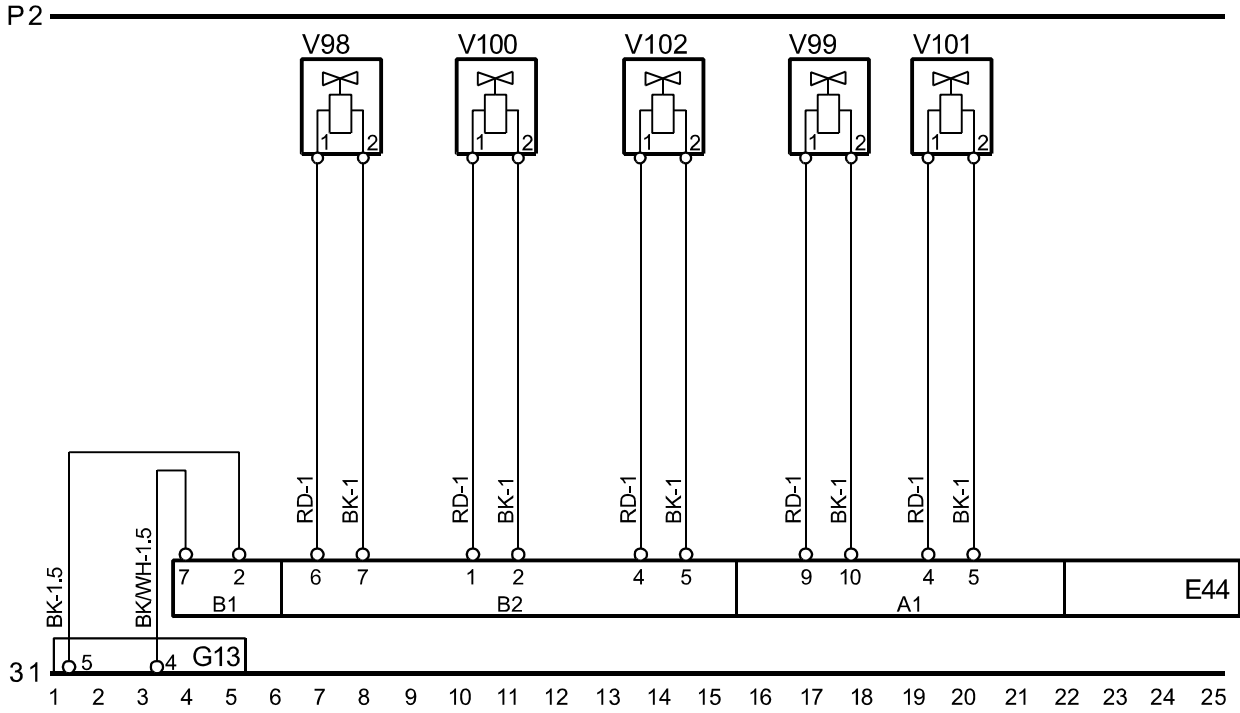 P2
V98 V100 V102 V99 V101
1 2 1 2 1 2 1 2 1 2
BK-1.5 BK/WH-1.5 RD-1 BK-1 RD-1 BK-1 RD-1 BK-1 RD-1 BK-1 RD-1 BK-1
7 2 6 7 1 2 4 5 9 10 4 5 E44
B1 B2 A1
5 4 G13
31
1 2 3 4 5 6 7 8 9 10 11 12 13 14 15 16 17 18 19 20 21 22 23 24 25